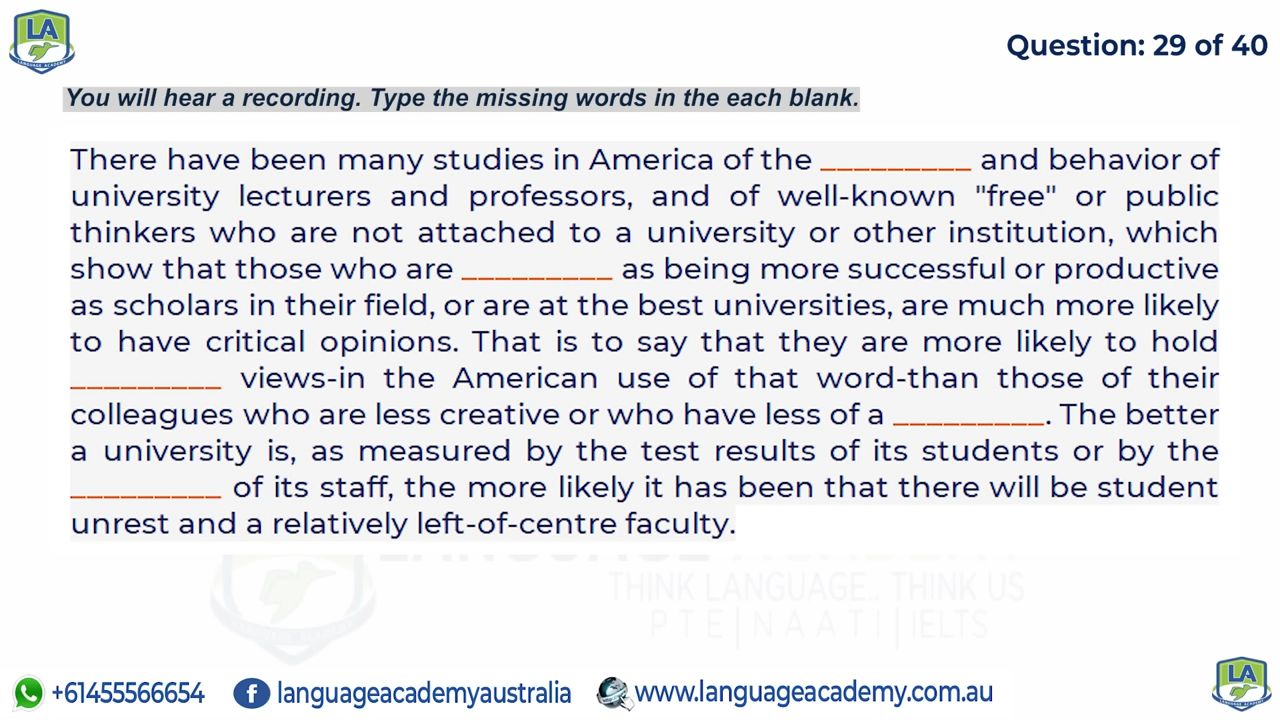 LA
LANGUAGE ACADEMY
Question: 29 of 40
You will hear a recording. Type the missing words in the each blank.
There have been many studies in America of the _________ and behavior of
university lecturers and professors, and of well-known "free" or public
thinkers who are not attached to a university or other institution, which
show that those who are _________ as being more successful or productive
as scholars in their field, or are at the best universities, are much more likely
to have critical opinions. That is to say that they are more likely to hold
_________ views-in the American use of that word-than those of their
colleagues who are less creative or who have less of a _________. The better
a university is, as measured by the test results of its students or by the
_________ of its staff, the more likely it has been that there will be student
unrest and a relatively left-of-centre faculty.
THINK LANGUAGE.. THINK US
PTE|NAATI|IELTS
+61455566654
languageacademyaustralia
www.languageacademy.com.au
LA